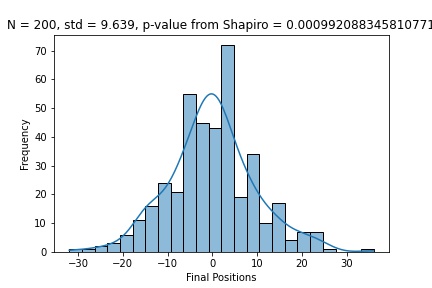 N = 200, std = 9.639, p-value from Shapiro = 0.000992088345810771
70
60
50
40
30
20
10
0
Frequency
−30 −20 −10 0 10 20 30
Final Positions